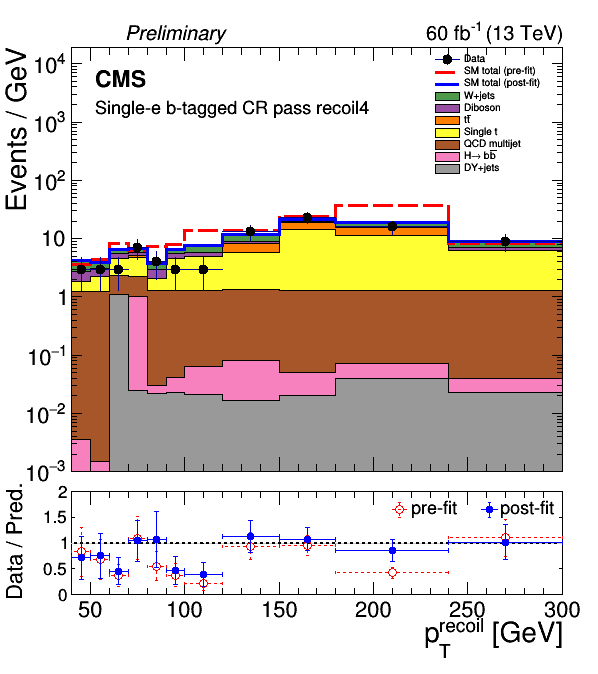 Preliminary 60 fb⁻¹ (13 TeV)
CMS
Single-e b-tagged CR pass recoil4
Data
SM total (pre-fit)
SM total (post-fit)
W+jets
Diboson
tt̅
Single t
QCD multijet
H→ bb̅
DY+jets
Events / GeV
10⁴
10³
10²
10
1
10⁻¹
10⁻²
10⁻³
pre-fit post-fit
Data / Pred.
2
1.5
1
0.5
0
50 100 150 200 250 300
p_T^recoil [GeV]